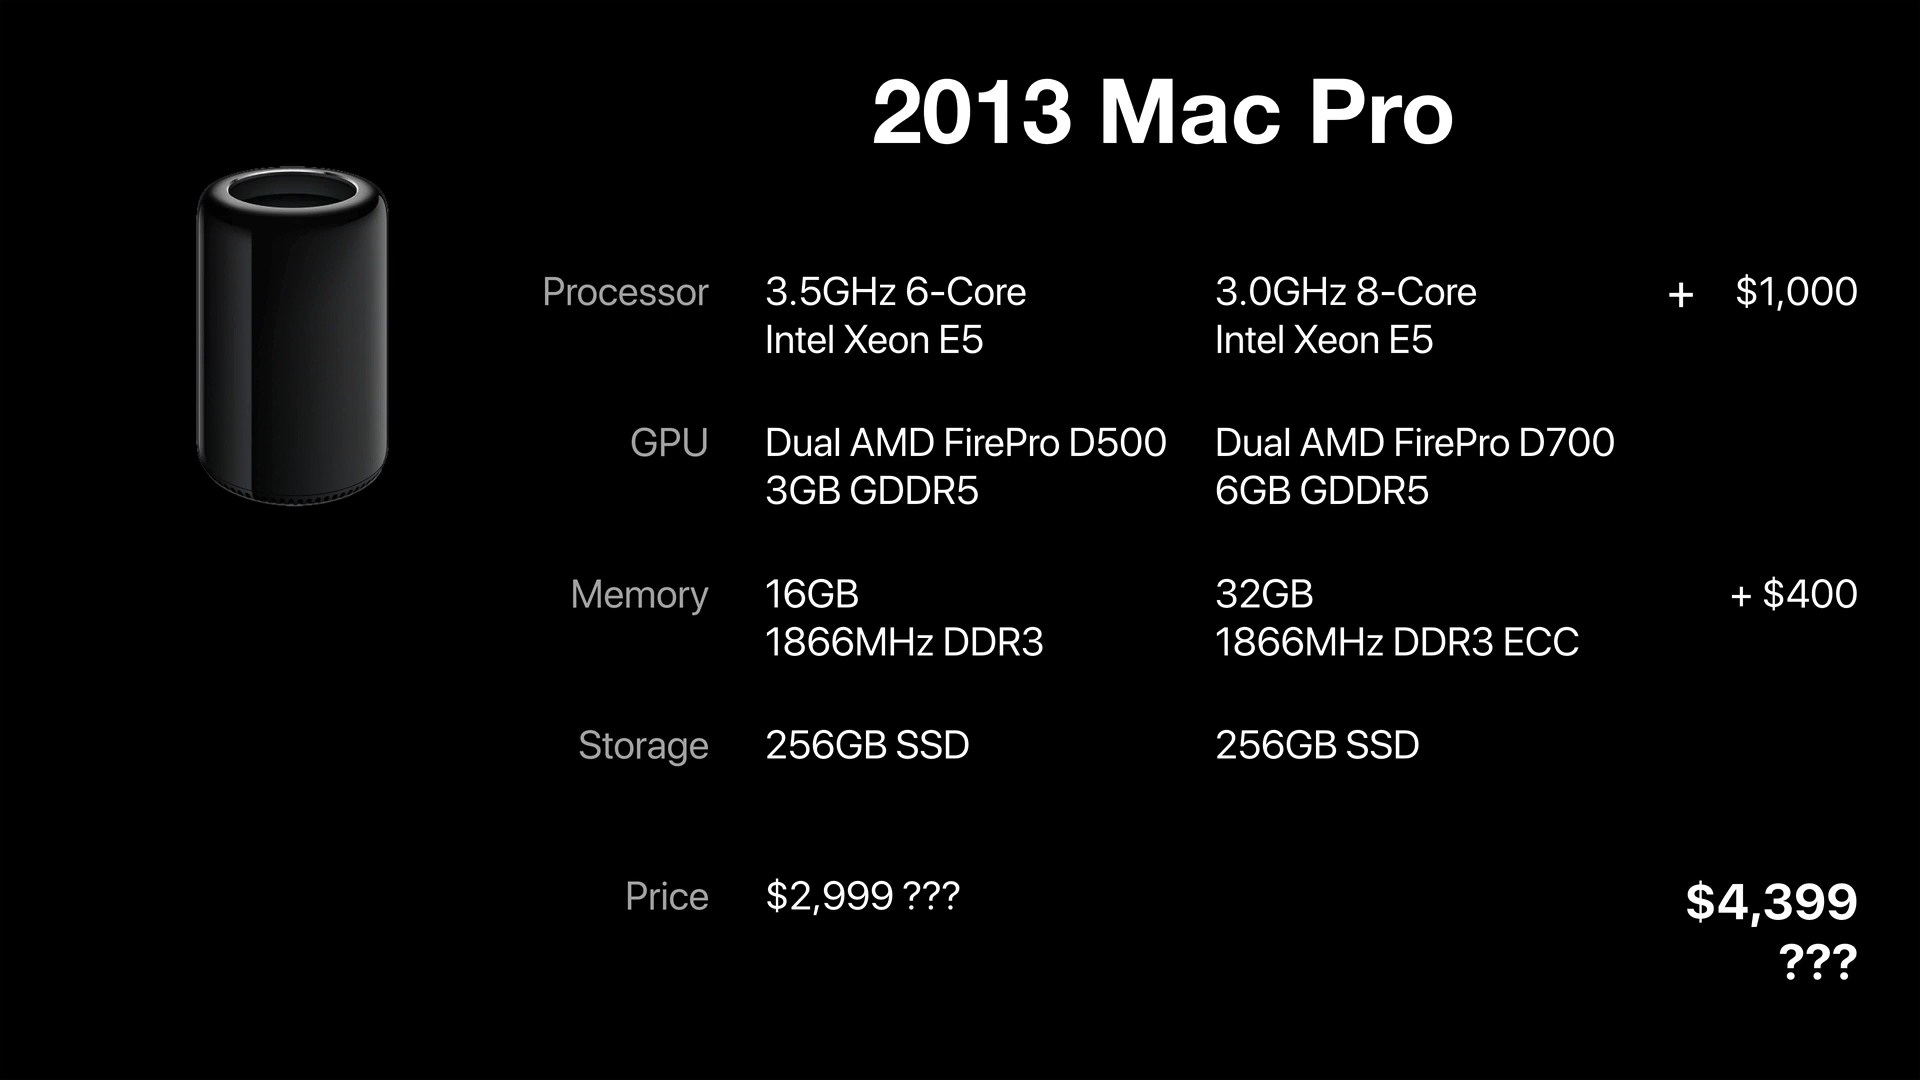 2013 Mac Pro
Processor 3.5GHz 6-Core 3.0GHz 8-Core + $1,000
Intel Xeon E5 Intel Xeon E5
GPU Dual AMD FirePro D500 Dual AMD FirePro D700
3GB GDDR5 6GB GDDR5
Memory 16GB 32GB + $400
1866MHz DDR3 1866MHz DDR3 ECC
Storage 256GB SSD 256GB SSD
Price $2,999 ??? $4,399
???